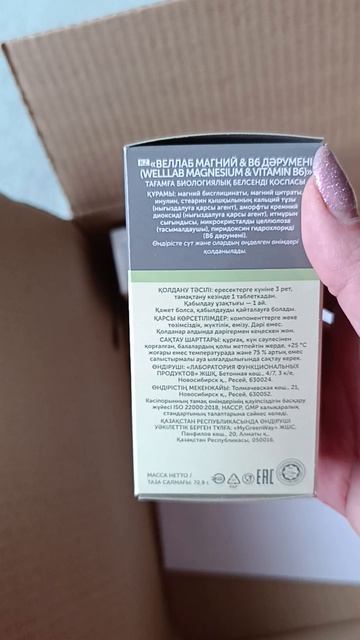 KZ «ВЕЛЛАБ МАГНИЙ & В6 ДӘРУМЕНІ
(WELLLAB MAGNESIUM & VITAMIN B6)»
ТАҒАМҒА БИОЛОГИЯЛЫҚ БЕЛСЕНДІ ҚОСПАСЫ
ҚҰРАМЫ: магний бисглицинаты, магний цитраты,
инулин, стеарин қышқылының кальций тұзы
(нығыздалуға қарсы агент), аморфты кремний
диоксиді (нығыздалуға қарсы агент), итмұрын
сығындысы, микрокристалды целлюлоза
(тасымалдаушы), пиридоксин гидрохлориді
(В6 дәрумені).
Өндірісте сүт және олардың өңделген өнімдері
қолданылады.
ҚОЛДАНУ ТӘСІЛІ: ересектерге күніне 3 рет,
тамақтану кезінде 1 таблеткадан.
Қабылдау ұзақтығы — 1 ай.
Қажет болса, қабылдауды қайталауға болады.
ҚАРСЫ КӨРСЕТІЛІМДЕР: компоненттерге жеке
төзімсіздік, жүктілік, емізу. Дәрі емес.
Қолданар алдында дәрігермен кеңескен жөн.
САҚТАУ ШАРТТАРЫ: құрғақ, күн сәулесінен
қорғалған, балалардың қолы жетпейтін жерде, +25 °C
жоғары емес температурада және 75 % артық емес
салыстырмалы ауа ылғалдылығында сақтау керек.
ӨНДІРУШІ: «ЛАБОРАТОРИЯ ФУНКЦИОНАЛЬНЫХ
ПРОДУКТОВ» ЖШҚ, Бетонная көш., 4/7, 3 к/е,
Новосибирск қ., Ресей, 630024.
ӨНДІРІСТІҢ МЕКЕНЖАЙЫ: Толмачевская көш., 21,
Новосибирск қ., Ресей, 630052.
Кәсіпорынның тамақ өнімдерінің қауіпсіздігін басқару
жүйесі ISO 22000:2018, HACCP, GMP халықаралық
стандартының талаптарына сәйкес келеді.
ҚАЗАҚСТАН РЕСПУБЛИКАСЫНДА ӨНДІРУШІ
УӘКІЛЕТТІК БЕРГЕН ТҰЛҒА: «MyGreenWay» ЖШС,
Панфилов көш., 20, Алматы қ.,
Қазақстан Республикасы, 050016.
МАССА НЕТТО /
ТАЗА САЛМАҒЫ: 72,9 г.
EAC